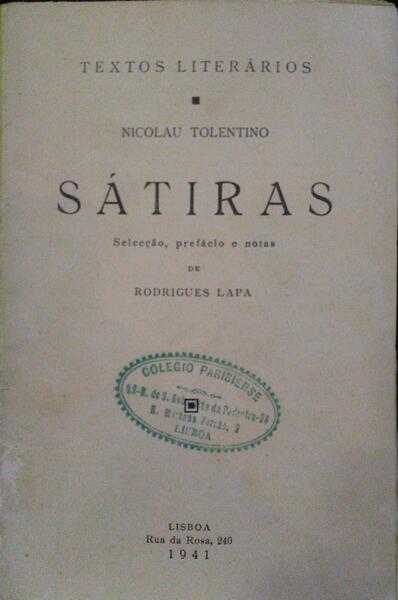 TEXTOS LITERÁRIOS
NICOLAU TOLENTINO
SÁTIRAS
Selecção, prefácio e notas
DE
RODRIGUES LAPA
COLEGIO PARISIENSE
LISBOA
LISBOA
Rua da Rosa, 240
1941